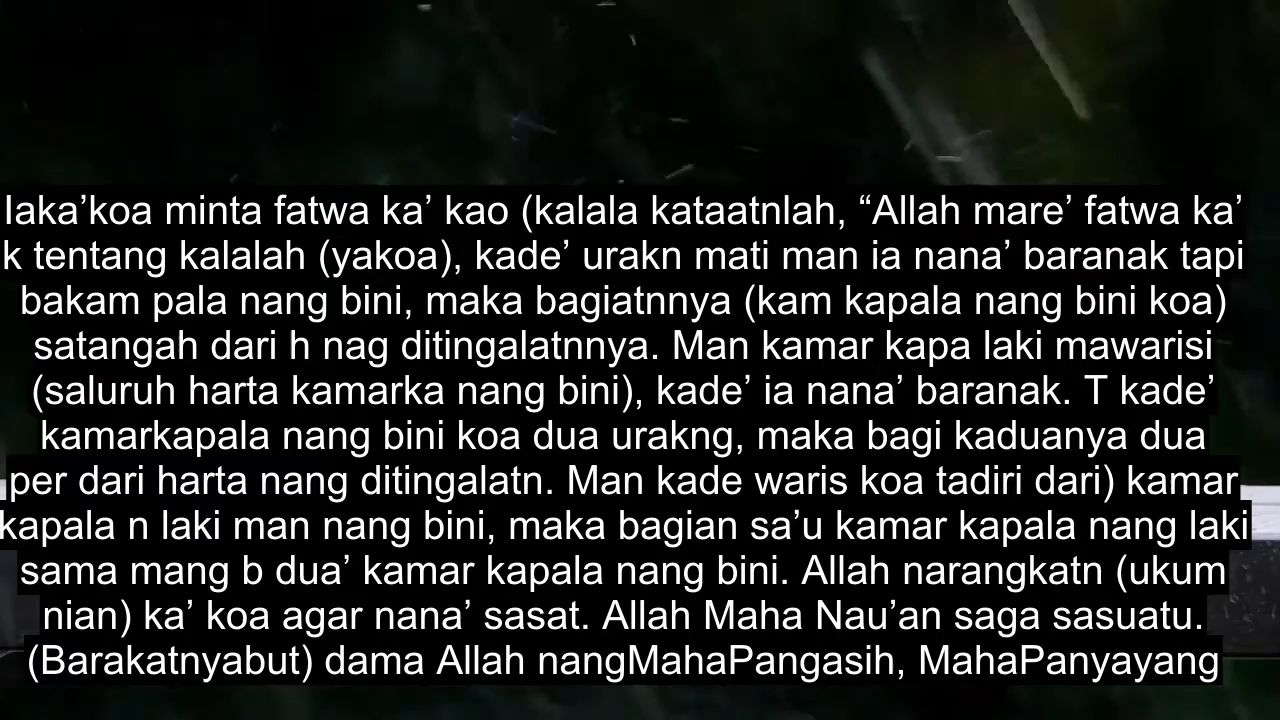 laka’koa minta fatwa ka’ kao (kalala kataatnlah, “Allah mare’ fatwa ka’
k tentang kalalah (yakoa), kade’ urakn mati man ia nana’ baranak tapi
bakam pala nang bini, maka bagiatnnya (kam kapala nang bini koa)
satangah dari h nag ditingalatnnya. Man kamar kapa laki mawarisi
(saluruh harta kamarka nang bini), kade’ ia nana’ baranak. T kade’
kamarkapala nang bini koa dua urakng, maka bagi kaduanya dua
per dari harta nang ditingalatn. Man kade waris koa tadiri dari) kamar
kapala n laki man nang bini, maka bagian sa’u kamar kapala nang laki
sama mang b dua’ kamar kapala nang bini. Allah narangkatn (ukum
nian) ka’ koa agar nana’ sasat. Allah Maha Nau’an saga sasuatu.
(Barakatnyabut) dama Allah nangMahaPangasih, MahaPanyayang